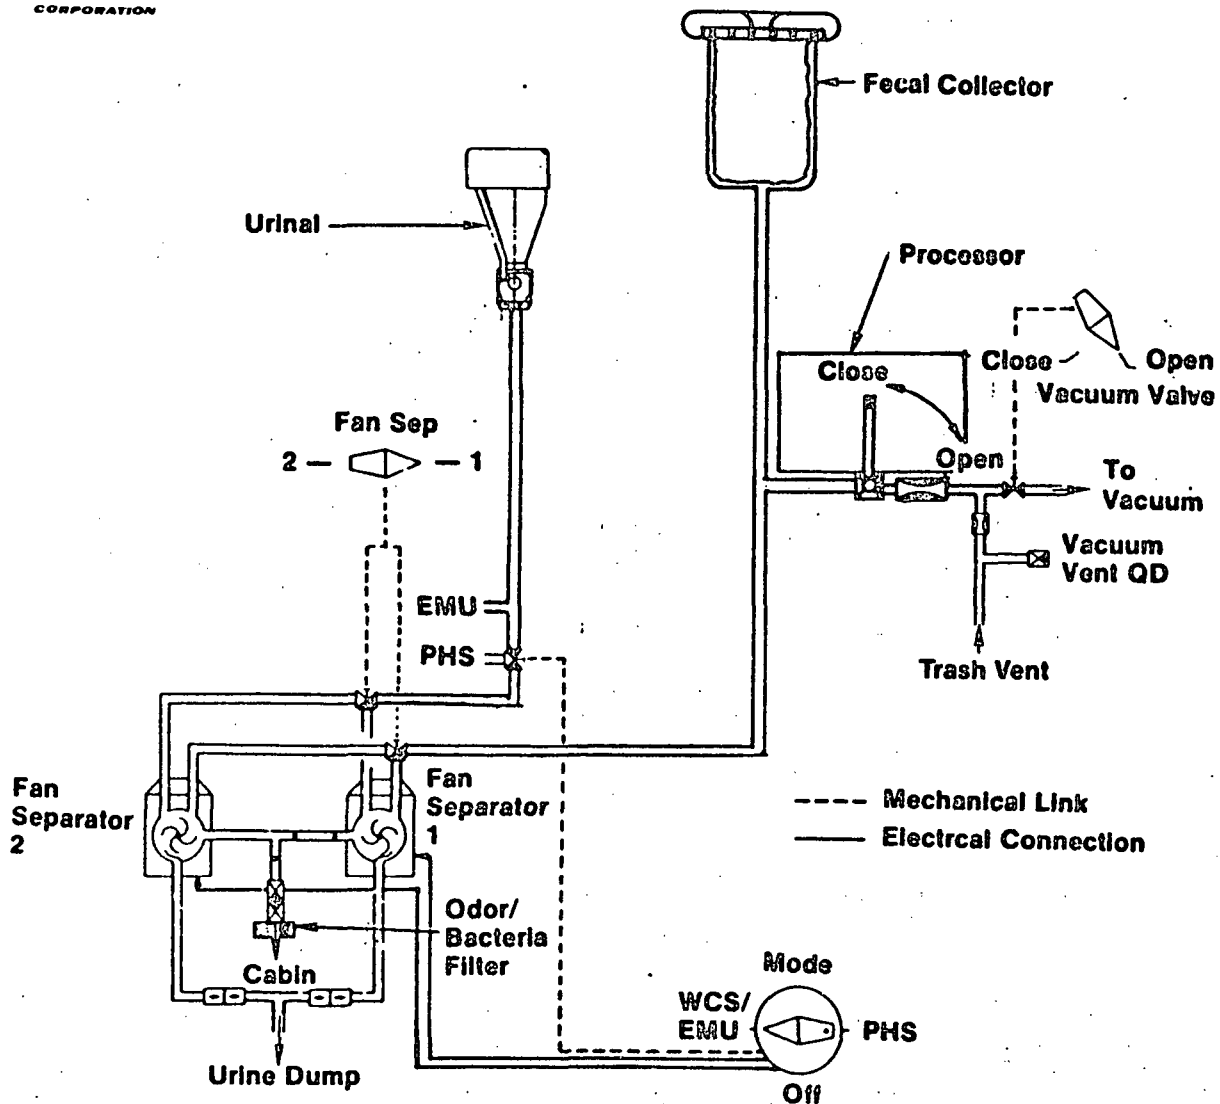 CORPORATION
Fecal Collector
Urinal
Processor
Close
Open
Close
Open
Vacuum Valve
Fan Sep
2
1
To
Vacuum
Vacuum
Vent QD
EMU
PHS
Trash Vent
Fan
Separator
2
Fan
Separator
1
Mechanical Link
Electrcal Connection
Odor/
Bacteria
Filter
Cabin
Urine Dump
Mode
WCS/
EMU
PHS
Off